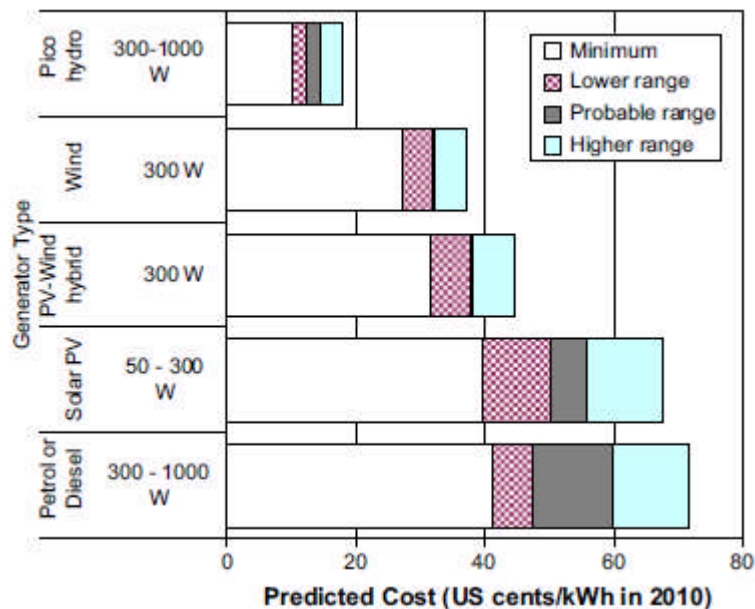 Generator Type
Pico
hydro
300-1000
W
Wind
300 W
PV-Wind
hybrid
300 W
Solar PV
50 - 300
W
Petrol or
Diesel
300 - 1000
W
Minimum
Lower range
Probable range
Higher range
0 20 40 60 80
Predicted Cost (US cents/kWh in 2010)